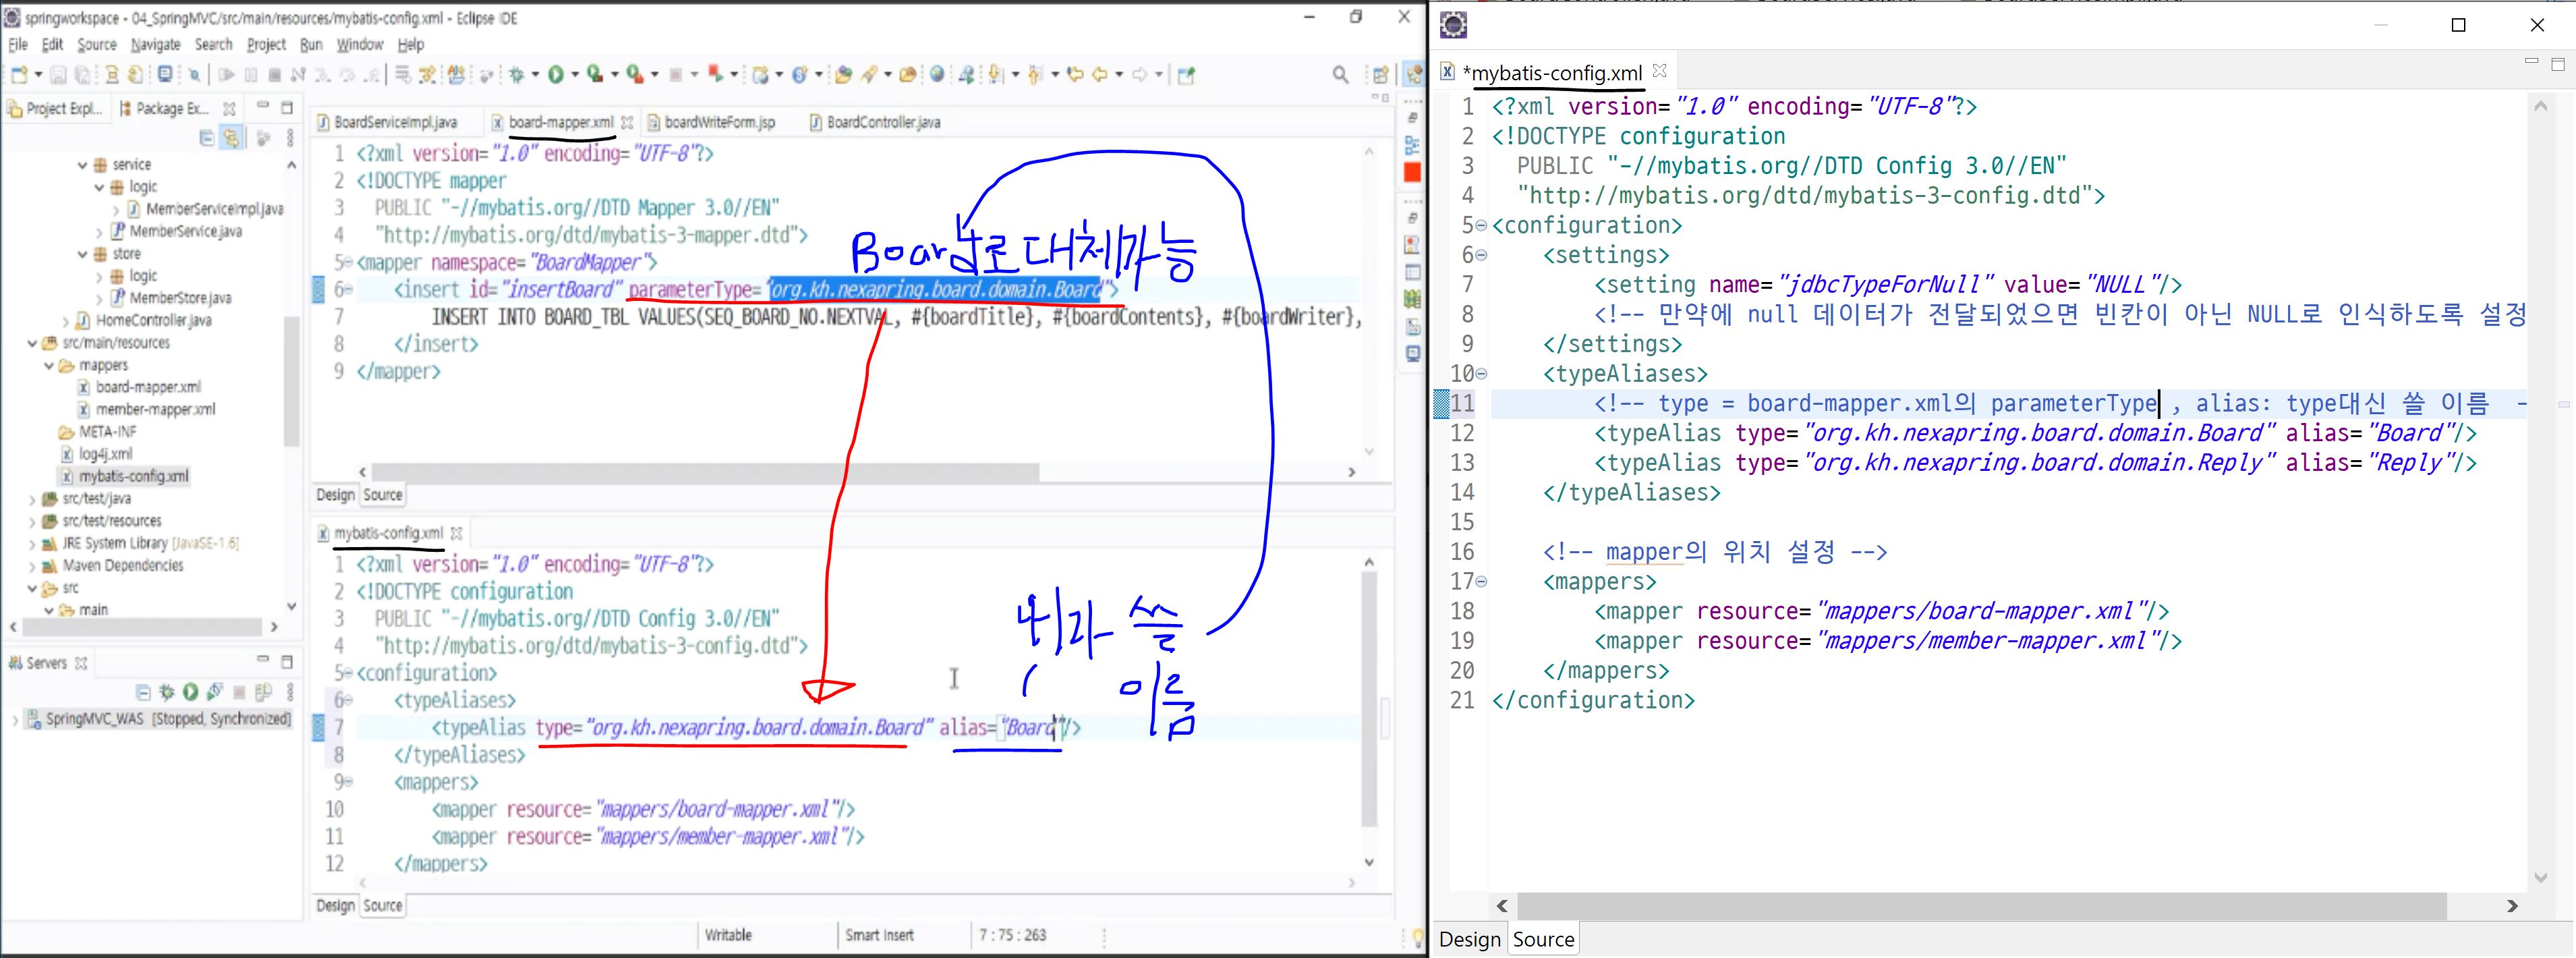 springworkspace - 04_SpringMVC/src/main/resources/mybatis-config.xml - Eclipse IDE
File Edit Source Navigate Search Project Run Window Help
Project Expl...
Package Ex...
service
logic
MemberServiceImpl.java
MemberService.java
store
logic
MemberStore.java
HomeController.java
src/main/resources
mappers
board-mapper.xml
member-mapper.xml
META-INF
log4j.xml
mybatis-config.xml
src/test/java
src/test/resources
JRE System Library [JavaSE-1.6]
Maven Dependencies
src
main
Servers
SpringMVC_WAS [Stopped, Synchronized]
BoardServiceImpl.java board-mapper.xml boardWriteForm.jsp BoardController.java
1 <?xml version="1.0" encoding="UTF-8"?>
2 <!DOCTYPE mapper
3 PUBLIC "-//mybatis.org//DTD Mapper 3.0//EN"
4 "http://mybatis.org/dtd/mybatis-3-mapper.dtd">
5 <mapper namespace="BoardMapper">
Board로 대체가능
6 <insert id="insertBoard" parameterType="org.kh.nexapring.board.domain.Board">
7 INSERT INTO BOARD_TBL VALUES(SEQ_BOARD_NO.NEXTVAL, #{boardTitle}, #{boardContents}, #{boardWriter},
8 </insert>
9 </mapper>
Design Source
mybatis-config.xml
1 <?xml version="1.0" encoding="UTF-8"?>
2 <!DOCTYPE configuration
3 PUBLIC "-//mybatis.org//DTD Config 3.0//EN"
4 "http://mybatis.org/dtd/mybatis-3-config.dtd">
5 <configuration>
6 <typeAliases>
7 <typeAlias type="org.kh.nexapring.board.domain.Board" alias="Board"/>
8 </typeAliases>
9 <mappers>
10 <mapper resource="mappers/board-mapper.xml"/>
11 <mapper resource="mappers/member-mapper.xml"/>
12 </mappers>
내가 쓸
이름
Design Source
Writable Smart Insert 7 : 75 : 263
*mybatis-config.xml
1 <?xml version="1.0" encoding="UTF-8"?>
2 <!DOCTYPE configuration
3 PUBLIC "-//mybatis.org//DTD Config 3.0//EN"
4 "http://mybatis.org/dtd/mybatis-3-config.dtd">
5 <configuration>
6 <settings>
7 <setting name="jdbcTypeForNull" value="NULL"/>
8 <!-- 만약에 null 데이터가 전달되었으면 빈칸이 아닌 NULL로 인식하도록 설정
9 </settings>
10 <typeAliases>
11 <!-- type = board-mapper.xml의 parameterType , alias: type대신 쓸 이름 -
12 <typeAlias type="org.kh.nexapring.board.domain.Board" alias="Board"/>
13 <typeAlias type="org.kh.nexapring.board.domain.Reply" alias="Reply"/>
14 </typeAliases>
15
16 <!-- mapper의 위치 설정 -->
17 <mappers>
18 <mapper resource="mappers/board-mapper.xml"/>
19 <mapper resource="mappers/member-mapper.xml"/>
20 </mappers>
21 </configuration>
Design Source